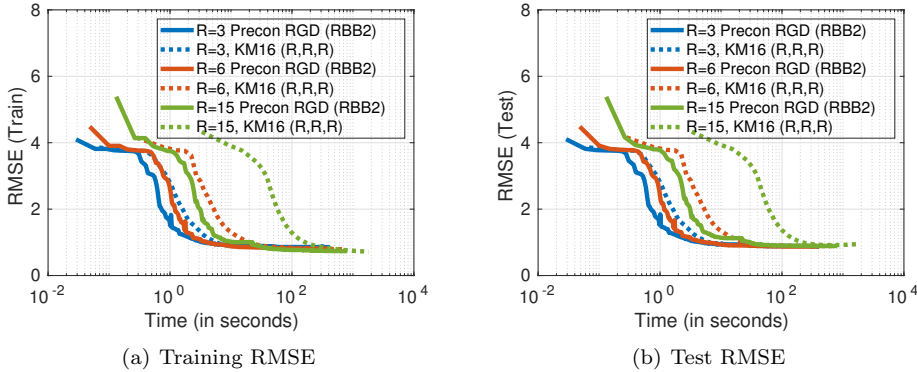 R=3 Precon RGD (RBB2)
R=3, KM16 (R,R,R)
R=6 Precon RGD (RBB2)
R=6, KM16 (R,R,R)
R=15 Precon RGD (RBB2)
R=15, KM16 (R,R,R)
RMSE (Train)
8
6
4
2
0
10^-2
10^0
10^2
10^4
Time (in seconds)
(a) Training RMSE
R=3 Precon RGD (RBB2)
R=3, KM16 (R,R,R)
R=6 Precon RGD (RBB2)
R=6, KM16 (R,R,R)
R=15 Precon RGD (RBB2)
R=15, KM16 (R,R,R)
RMSE (Test)
8
6
4
2
0
10^-2
10^0
10^2
10^4
Time (in seconds)
(b) Test RMSE